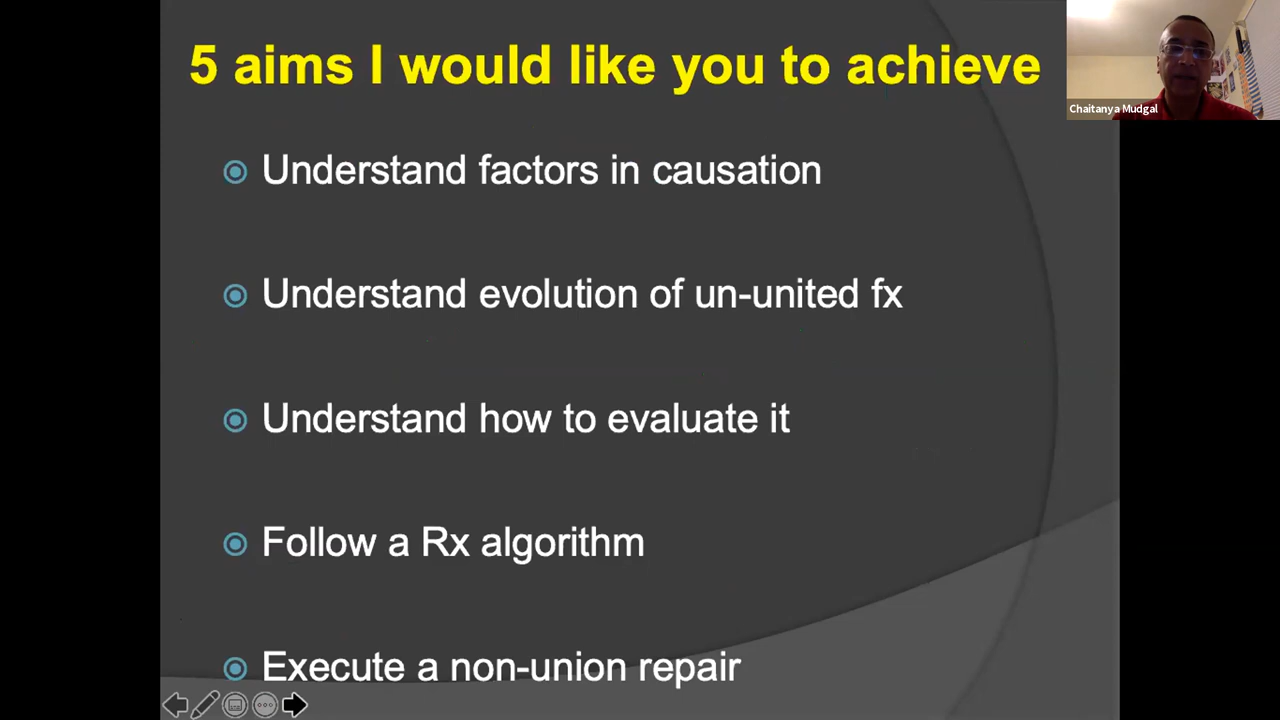 5 aims I would like you to achieve
Chaitanya Mudgal
Understand factors in causation
Understand evolution of un-united fx
Understand how to evaluate it
Follow a Rx algorithm
Execute a non-union repair